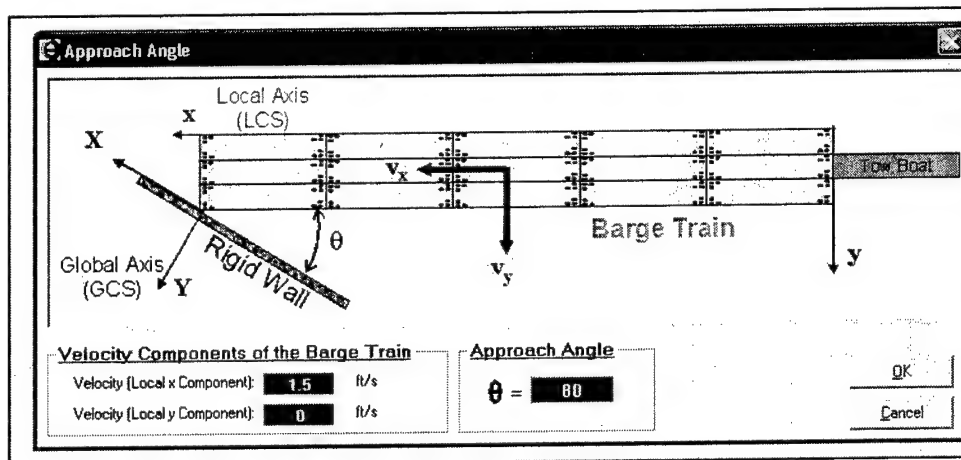 Approach Angle
Local Axis
(LCS)
x
X
Tow Boat
vx
θ
Barge Train
Rigid Wall
vy
y
Global Axis
(GCS)
Y
Velocity Components of the Barge Train
Velocity (Local x Component): 1.5 ft/s
Velocity (Local y Component): 0 ft/s
Approach Angle
θ = 80
OK
Cancel